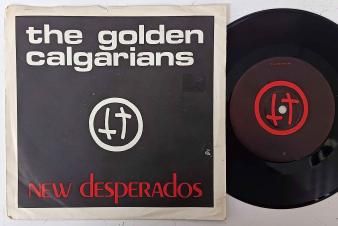 the golden
calgarians
NEW desperados